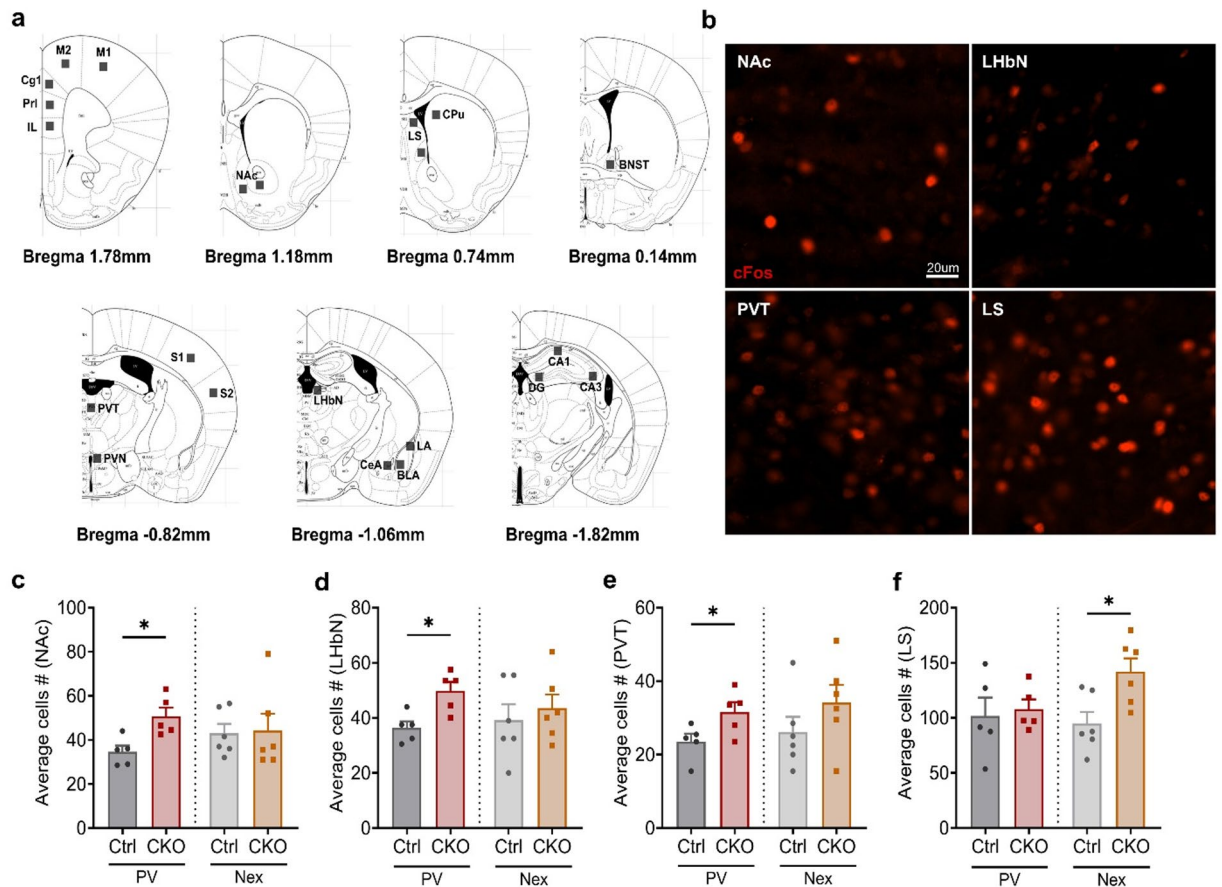 a
M2
M1
Cg1
Prl
IL
NAc
LS
CPu
BNST
Bregma 1.78mm
Bregma 1.18mm
Bregma 0.74mm
Bregma 0.14mm
S1
S2
PVT
PVN
LHbN
LA
CeA
BLA
CA1
DG
CA3
Bregma -0.82mm
Bregma -1.06mm
Bregma -1.82mm
b
NAc
LHbN
cFos
20um
PVT
LS
c
Average cells # (NAc)
100
80
60
40
20
0
*
Ctrl CKO Ctrl CKO
PV Nex
d
Average cells # (LHbN)
80
60
40
20
0
*
Ctrl CKO Ctrl CKO
PV Nex
e
Average cells # (PVT)
60
40
20
0
*
Ctrl CKO Ctrl CKO
PV Nex
f
Average cells # (LS)
200
150
100
50
0
*
Ctrl CKO Ctrl CKO
PV Nex